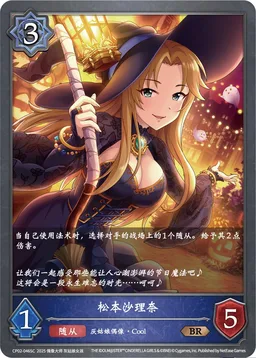 3
当自己使用法术时，选择对手的战场上的1个随从。给予其2点
伤害。
让我们一起感受那些能让人心潮澎湃的节日魔法吧♪
这将会是一段永生难忘的时光……呵呵♪
松本沙理奈
1
随从
灰姑娘偶像·Cool
BR
5